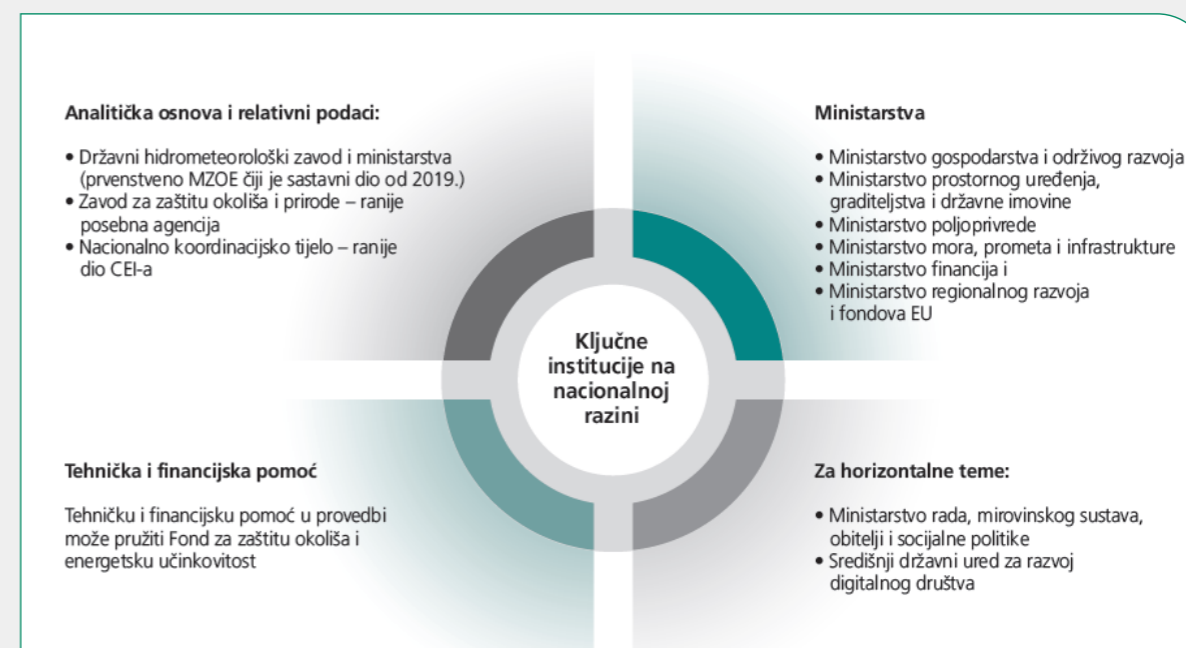 Analitička osnova i relativni podaci:
• Državni hidrometeorološki zavod i ministarstva
(prvenstveno MZOE čiji je sastavni dio od 2019.)
• Zavod za zaštitu okoliša i prirode – ranije
posebna agencija
• Nacionalno koordinacijsko tijelo – ranije
dio CEI-a
Ministarstva
• Ministarstvo gospodarstva i održivog razvoja
• Ministarstvo prostornog uređenja,
graditeljstva i državne imovine
• Ministarstvo poljoprivrede
• Ministarstvo mora, prometa i infrastrukture
• Ministarstvo financija i
• Ministarstvo regionalnog razvoja
i fondova EU
Ključne
institucije na
nacionalnoj
razini
Tehnička i financijska pomoć
Tehničku i financijsku pomoć u provedbi
može pružiti Fond za zaštitu okoliša i
energetsku učinkovitost
Za horizontalne teme:
• Ministarstvo rada, mirovinskog sustava,
obitelji i socijalne politike
• Središnji državni ured za razvoj
digitalnog društva